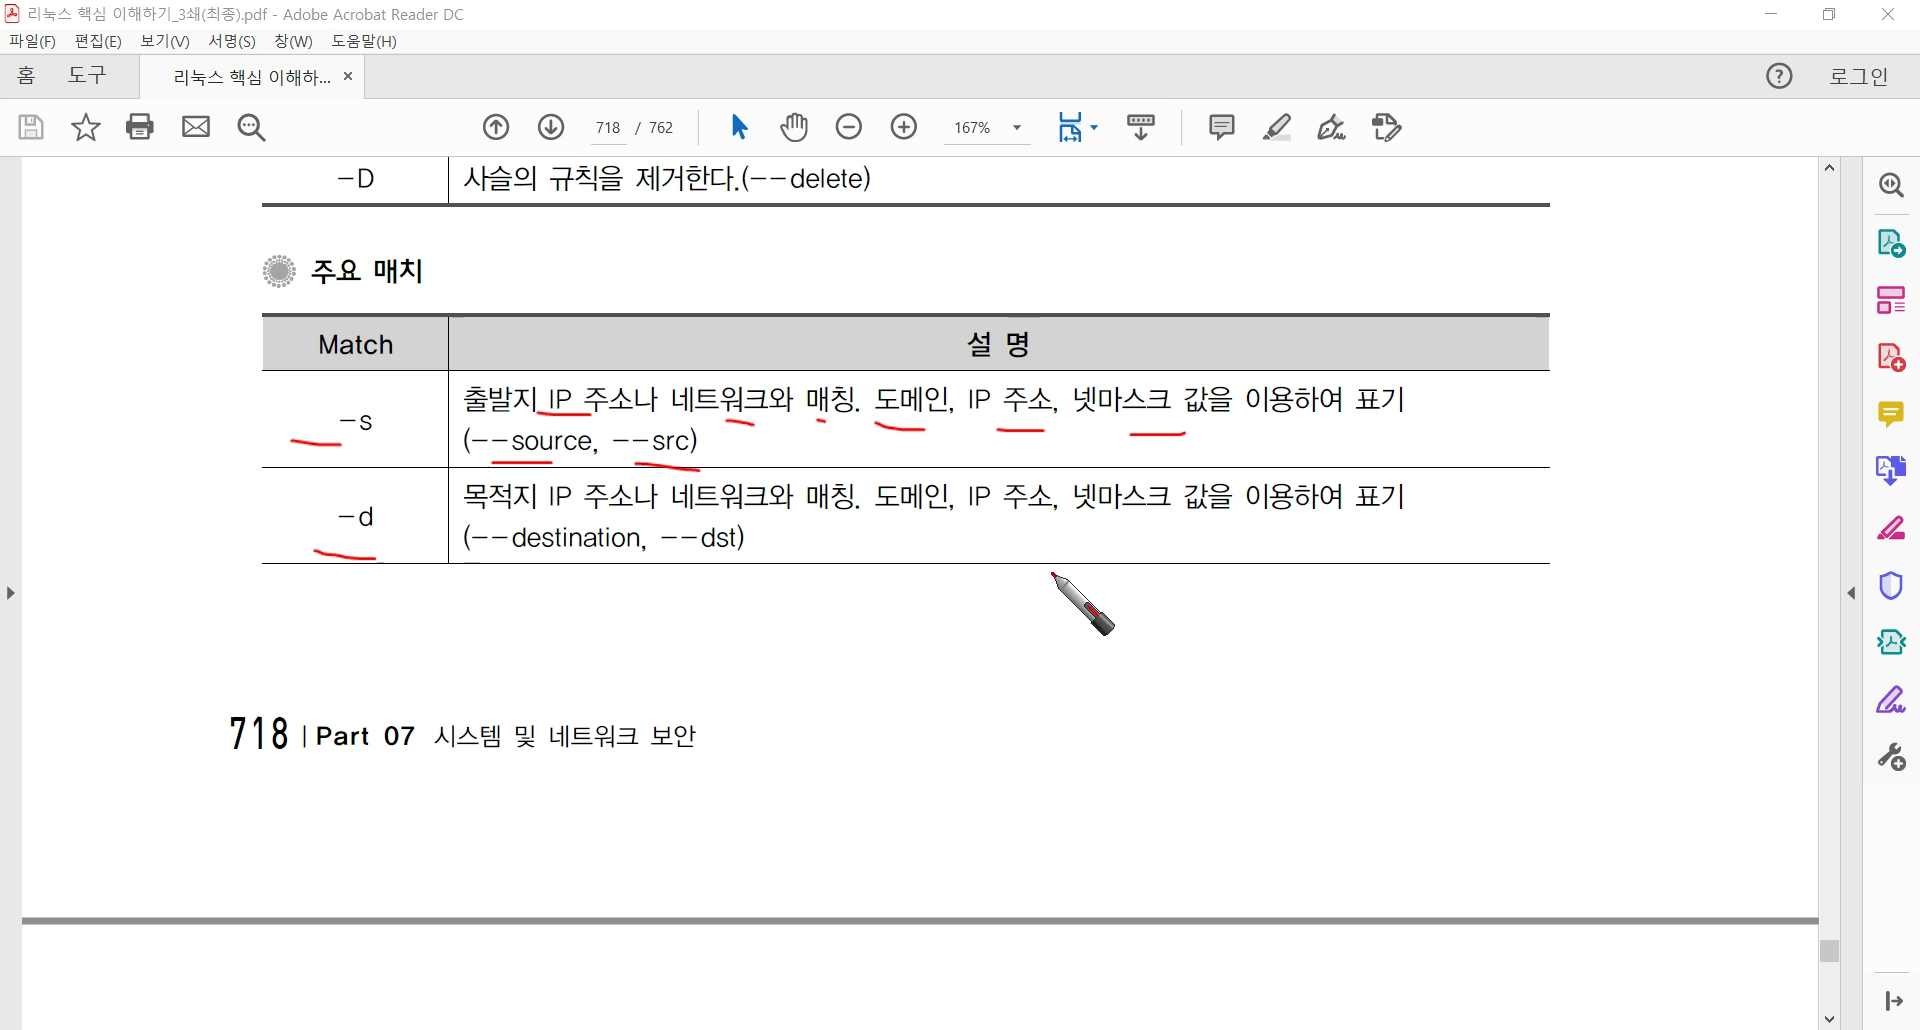 리눅스 핵심 이해하기_3쇄(최종).pdf - Adobe Acrobat Reader DC
파일(F) 편집(E) 보기(V) 서명(S) 창(W) 도움말(H)
홈 도구 리눅스 핵심 이해하... × 로그인
718 / 762 167%
-D 사슬의 규칙을 제거한다.(--delete)
주요 매치
Match 설 명
-s 출발지 IP 주소나 네트워크와 매칭. 도메인, IP 주소, 넷마스크 값을 이용하여 표기
(--source, --src)
-d 목적지 IP 주소나 네트워크와 매칭. 도메인, IP 주소, 넷마스크 값을 이용하여 표기
(--destination, --dst)
718 | Part 07 시스템 및 네트워크 보안